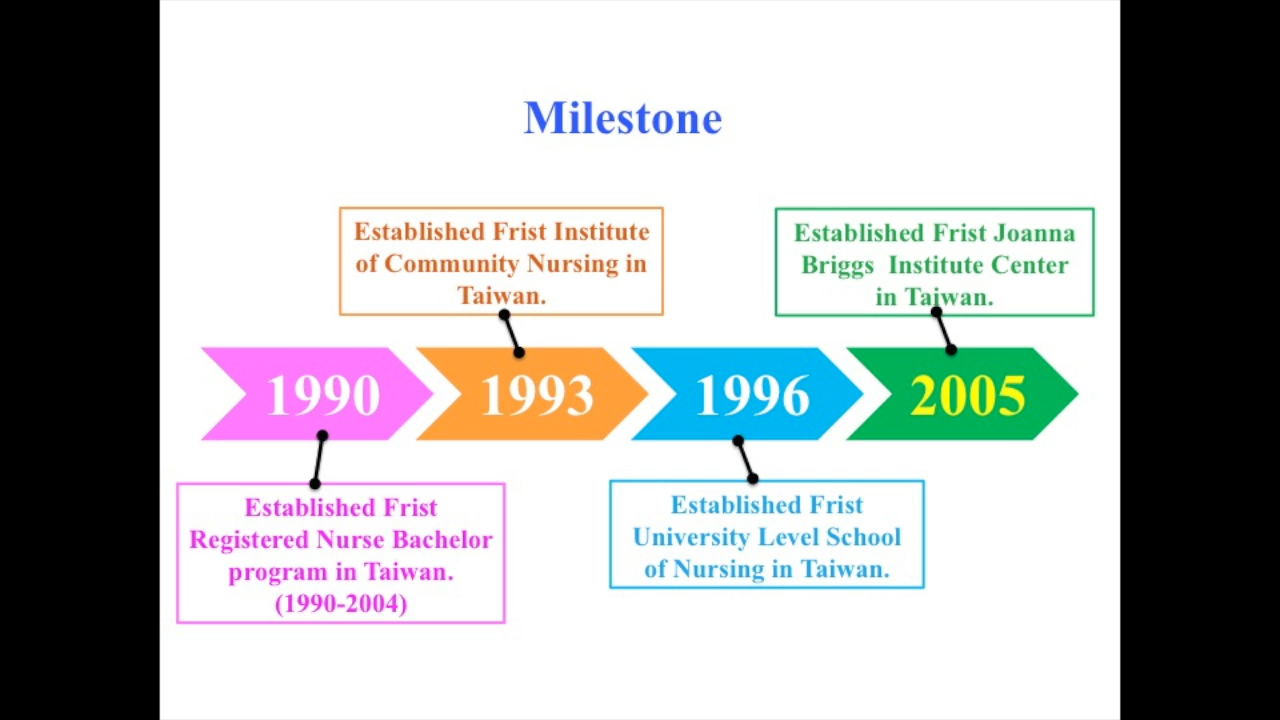 Milestone
Established Frist Institute
of Community Nursing in
Taiwan.
Established Frist Joanna
Briggs  Institute Center
in Taiwan.
1990
1993
1996
2005
Established Frist
Registered Nurse Bachelor
program in Taiwan.
(1990-2004)
Established Frist
University Level School
of Nursing in Taiwan.